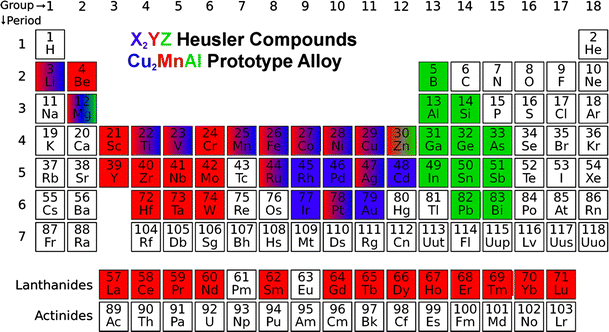 Group → 1 2 3 4 5 6 7 8 9 10 11 12 13 14 15 16 17 18
↓Period
X2YZ Heusler Compounds
Cu2MnAl Prototype Alloy
1 1 2
H He
2 3 4 5 6 7 8 9 10
Li Be B C N O F Ne
3 11 12 13 14 15 16 17 18
Na Mg Al Si P S Cl Ar
4 19 20 21 22 23 24 25 26 27 28 29 30 31 32 33 34 35 36
K Ca Sc Ti V Cr Mn Fe Co Ni Cu Zn Ga Ge As Se Br Kr
5 37 38 39 40 41 42 43 44 45 46 47 48 49 50 51 52 53 54
Rb Sr Y Zr Nb Mo Tc Ru Rh Pd Ag Cd In Sn Sb Te I Xe
6 55 56 72 73 74 75 76 77 78 79 80 81 82 83 84 85 86
Cs Ba Hf Ta W Re Os Ir Pt Au Hg Tl Pb Bi Po At Rn
7 87 88 104 105 106 107 108 109 110 111 112 113 114 115 116 117 118
Fr Ra Rf Db Sg Bh Hs Mt Ds Rg Cn Uut Fl Uup Lv Uus Uuo
Lanthanides 57 58 59 60 61 62 63 64 65 66 67 68 69 70 71
La Ce Pr Nd Pm Sm Eu Gd Tb Dy Ho Er Tm Yb Lu
Actinides 89 90 91 92 93 94 95 96 97 98 99 100 101 102 103
Ac Th Pa U Np Pu Am Cm Bk Cf Es Fm Md No Lr